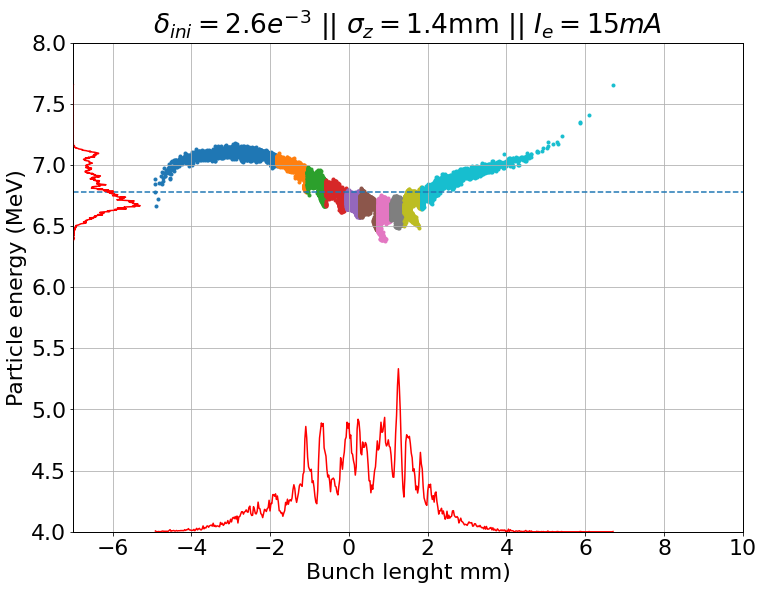 δ_ini = 2.6e⁻³ || σ_z = 1.4mm || I_e = 15mA
8.0
7.5
7.0
6.5
6.0
5.5
5.0
4.5
4.0
Particle energy (MeV)
−6 −4 −2 0 2 4 6 8 10
Bunch lenght mm)